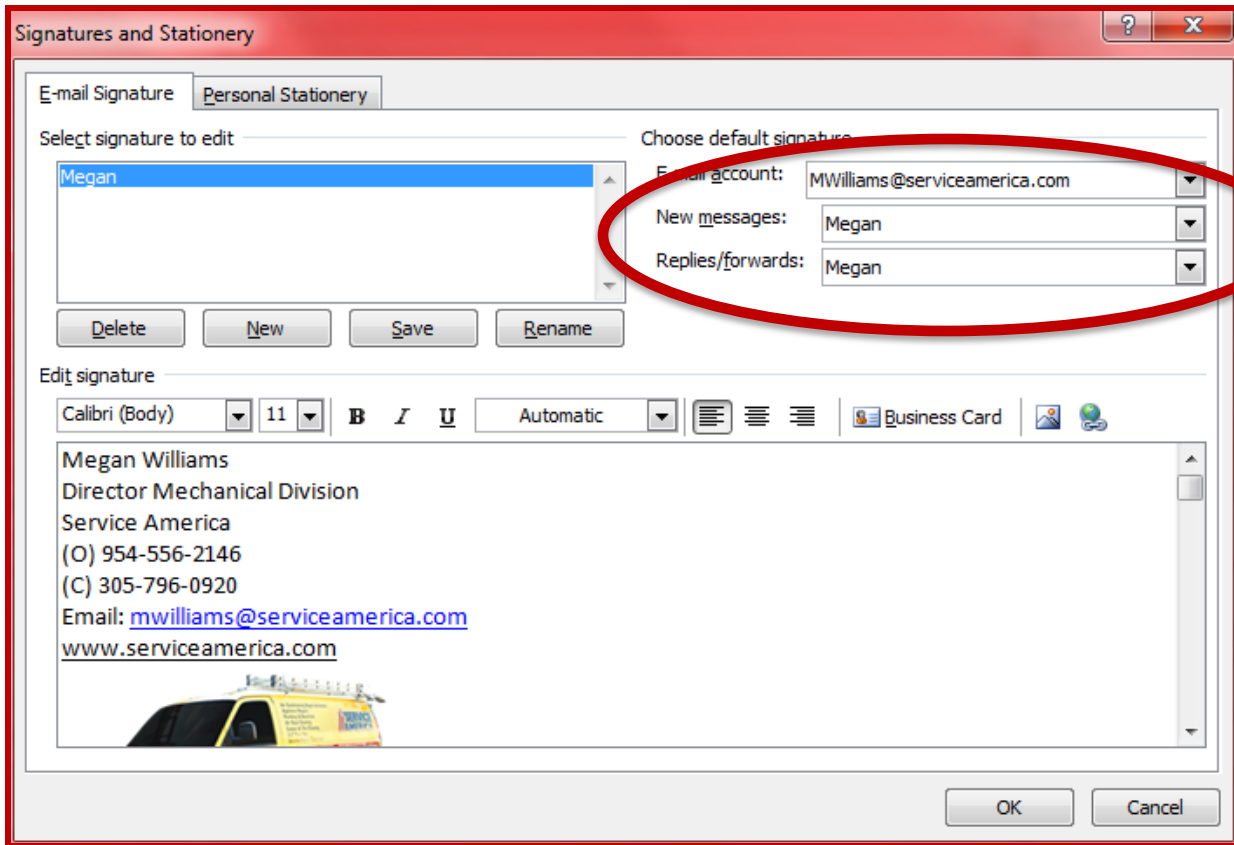 Signatures and Stationery
E-mail Signature
Personal Stationery
Select signature to edit
Megan
Delete
New
Save
Rename
Choose default signature
E-mail account:
MWilliams@serviceamerica.com
New messages:
Megan
Replies/forwards:
Megan
Edit signature
Calibri (Body)
11
B
I
U
Automatic
Business Card
Megan Williams
Director Mechanical Division
Service America
(O) 954-556-2146
(C) 305-796-0920
Email: mwilliams@serviceamerica.com
www.serviceamerica.com
SERVICE
AMERICA
OK
Cancel